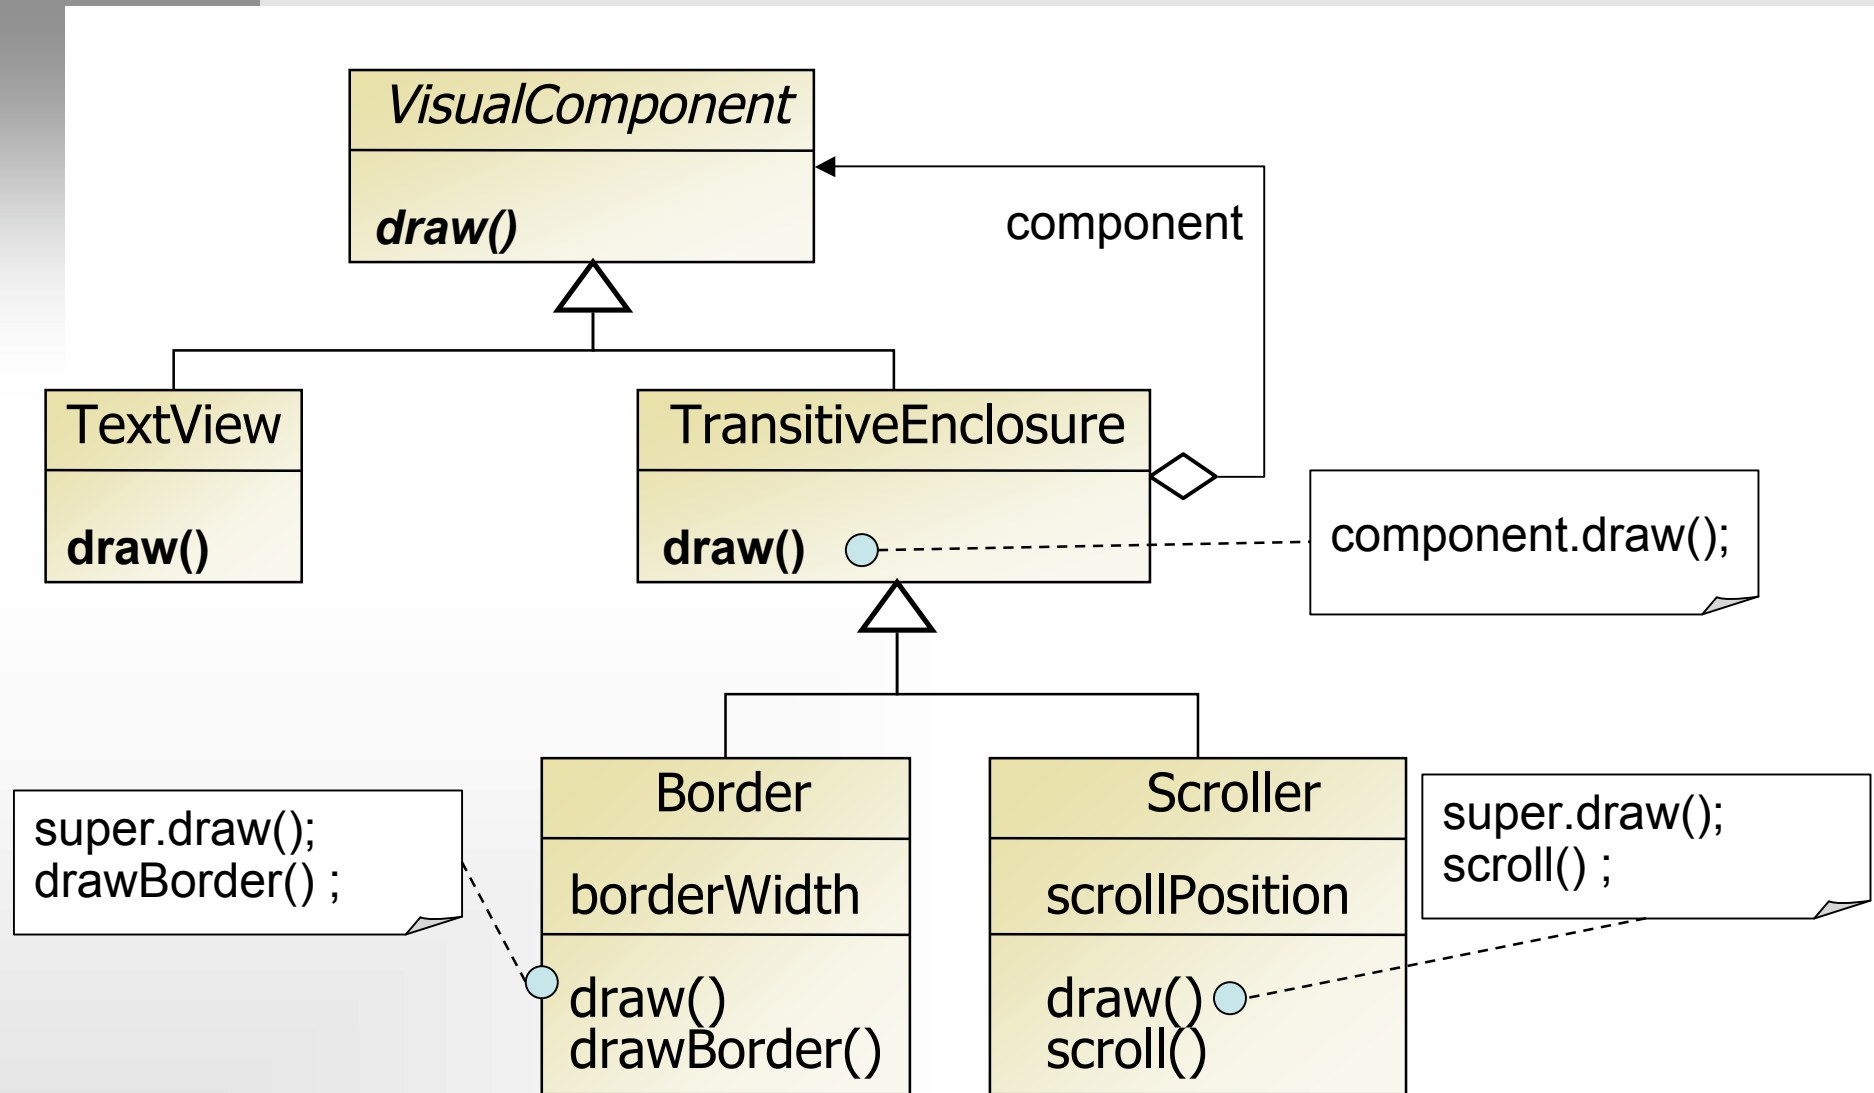 VisualComponent
draw()
component
TextView
draw()
TransitiveEnclosure
draw()
component.draw();
Border
borderWidth
draw()
drawBorder()
super.draw();
drawBorder() ;
Scroller
scrollPosition
draw()
scroll()
super.draw();
scroll() ;